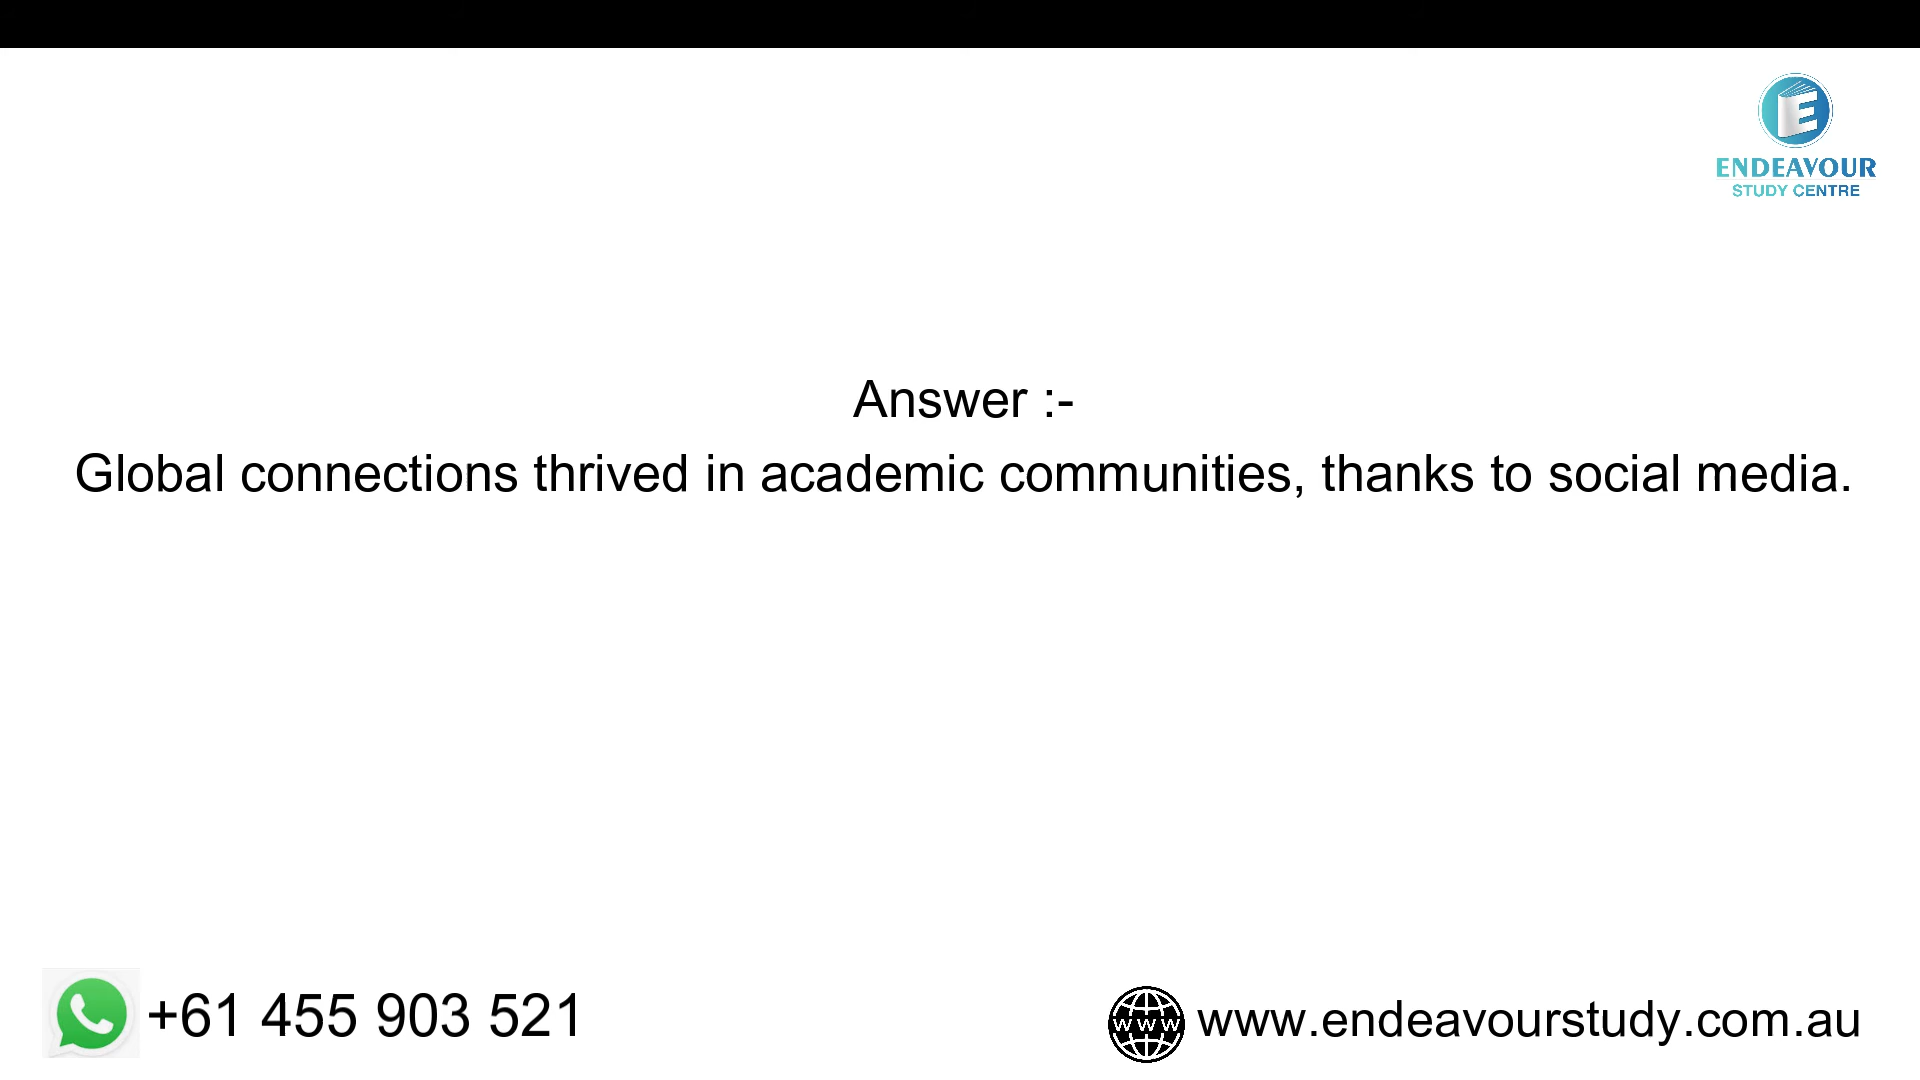 ENDEAVOUR
STUDY CENTRE
Answer :-
Global connections thrived in academic communities, thanks to social media.
+61 455 903 521
www www.endeavourstudy.com.au